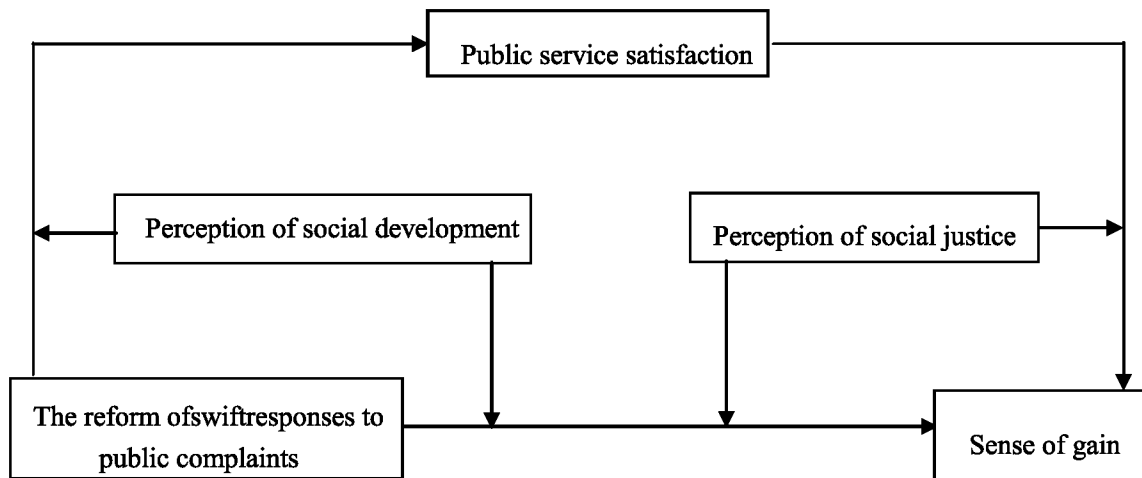 Public service satisfaction
Perception of social development
Perception of social justice
The reform ofswiftresponses to
public complaints
Sense of gain